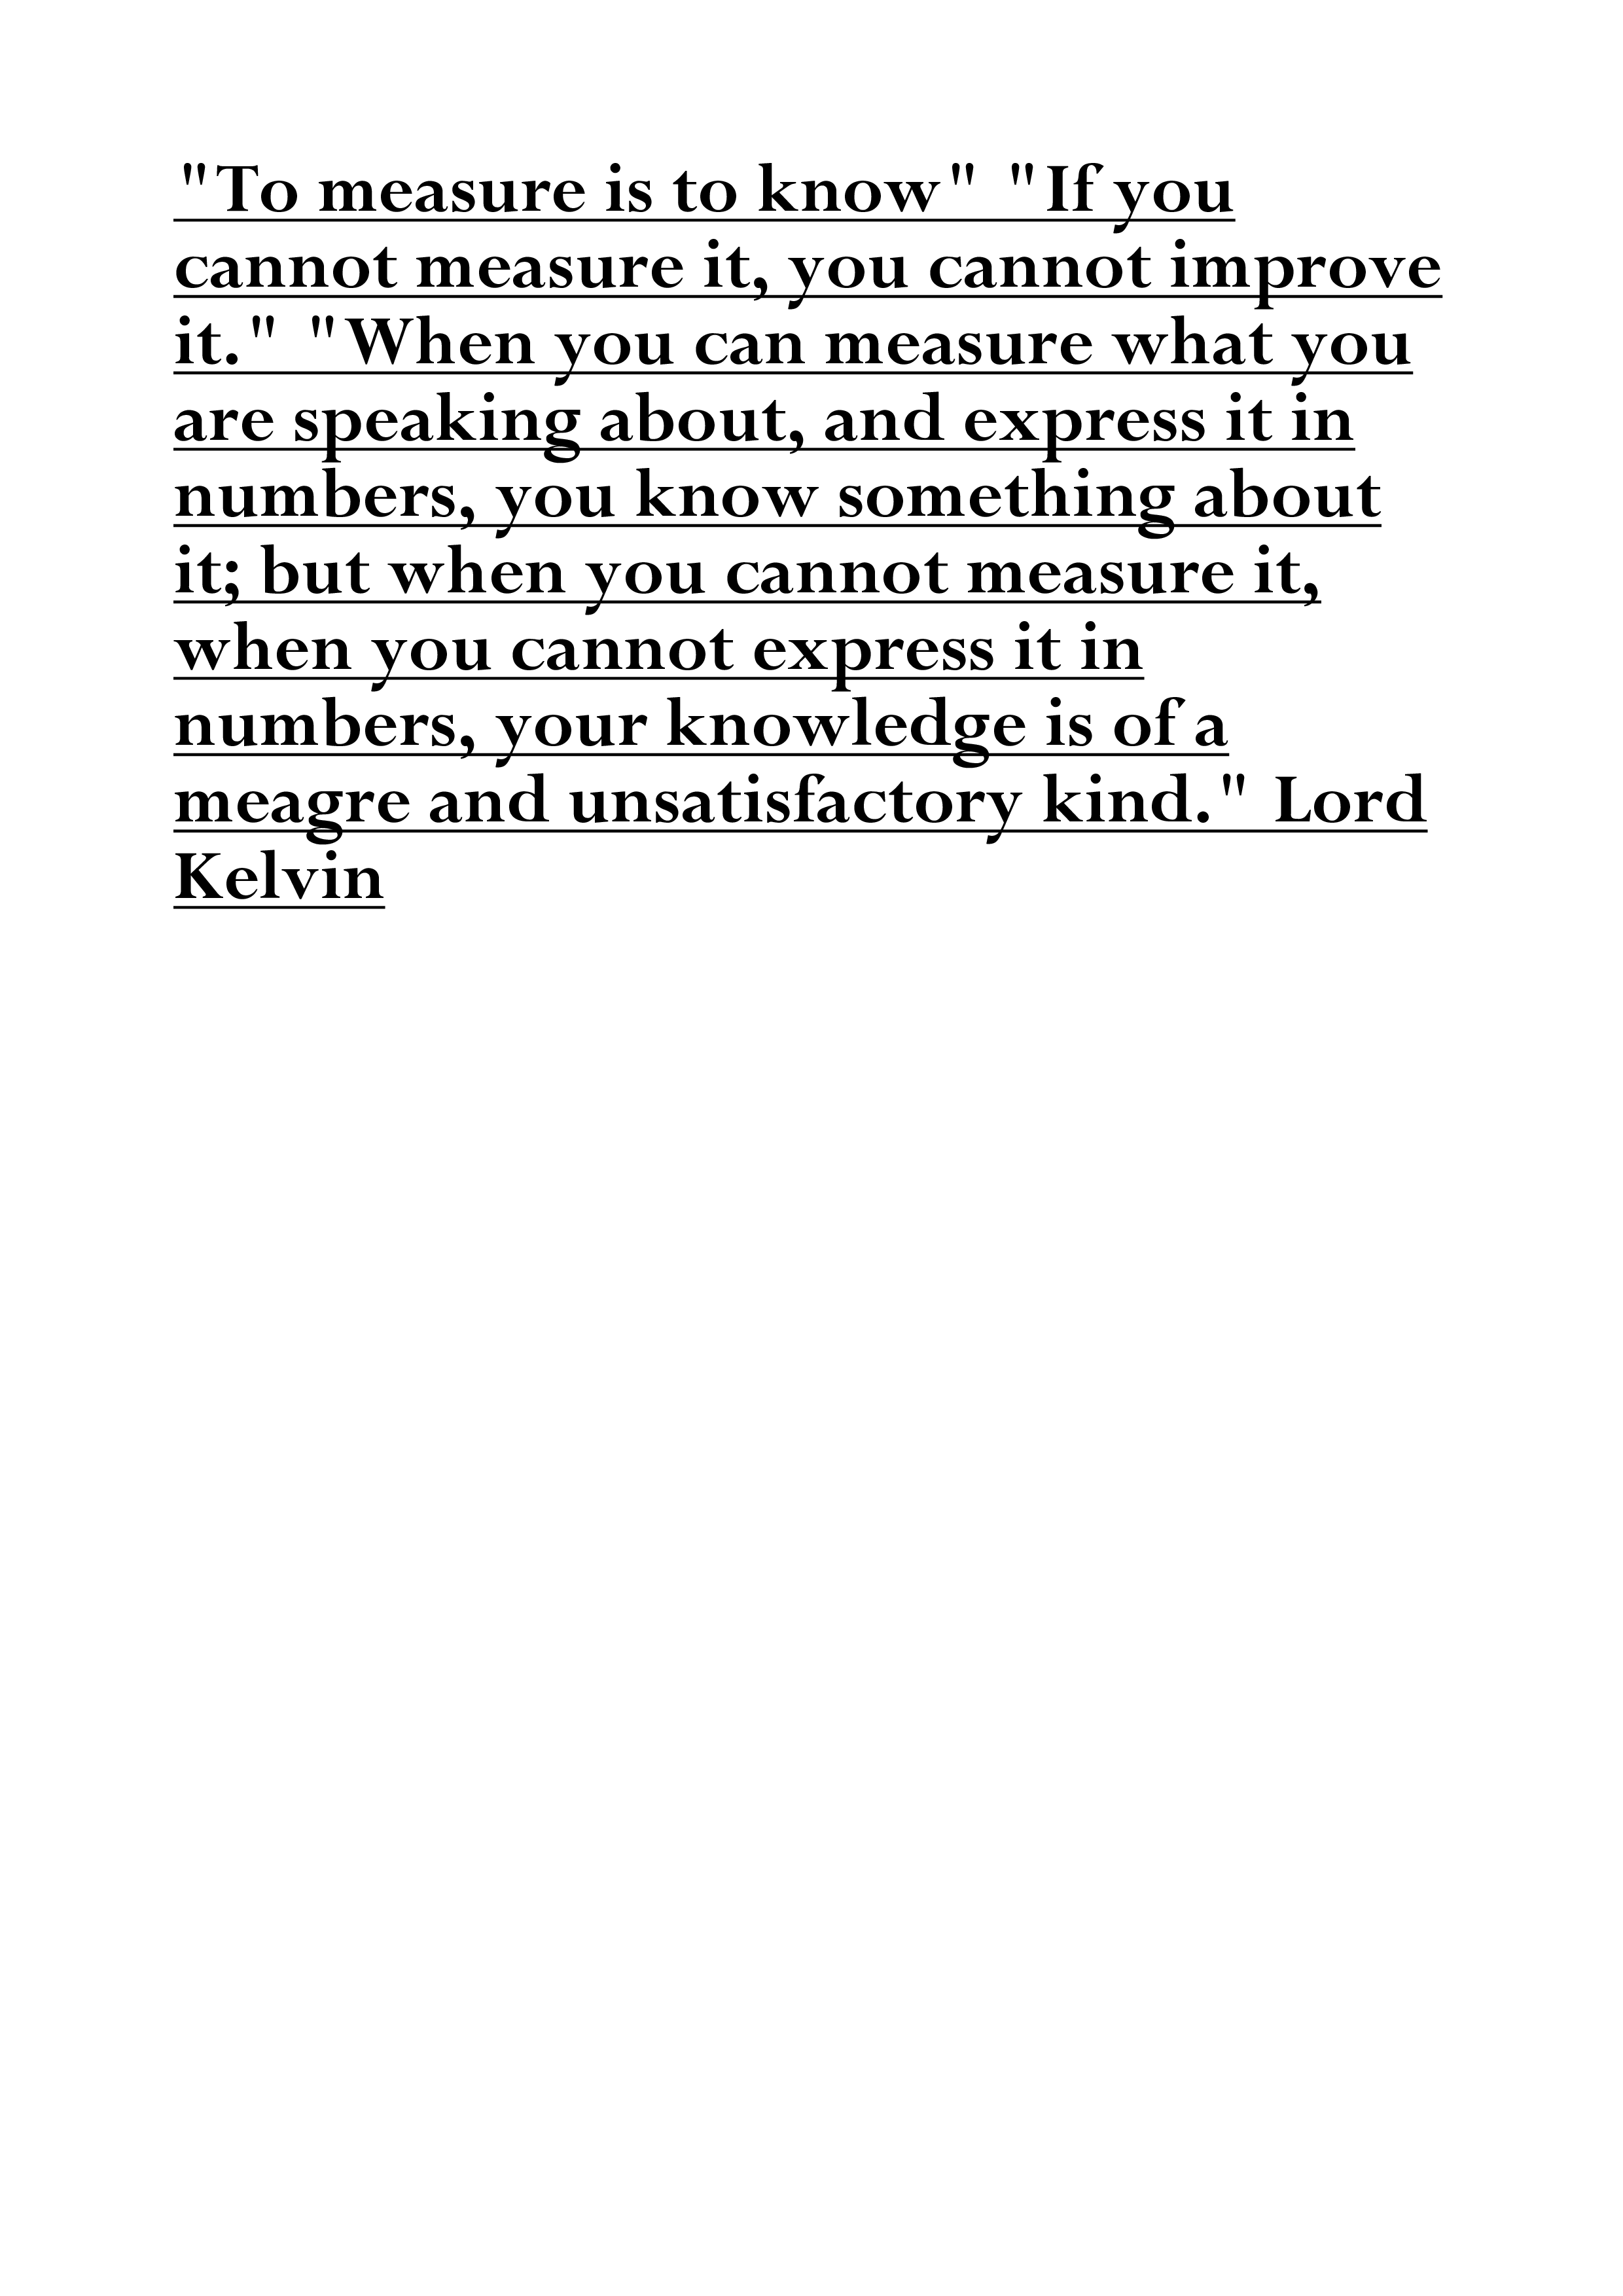 "To measure is to know" "If you
cannot measure it, you cannot improve
it." "When you can measure what you
are speaking about, and express it in
numbers, you know something about
it; but when you cannot measure it,
when you cannot express it in
numbers, your knowledge is of a
meagre and unsatisfactory kind." Lord
Kelvin